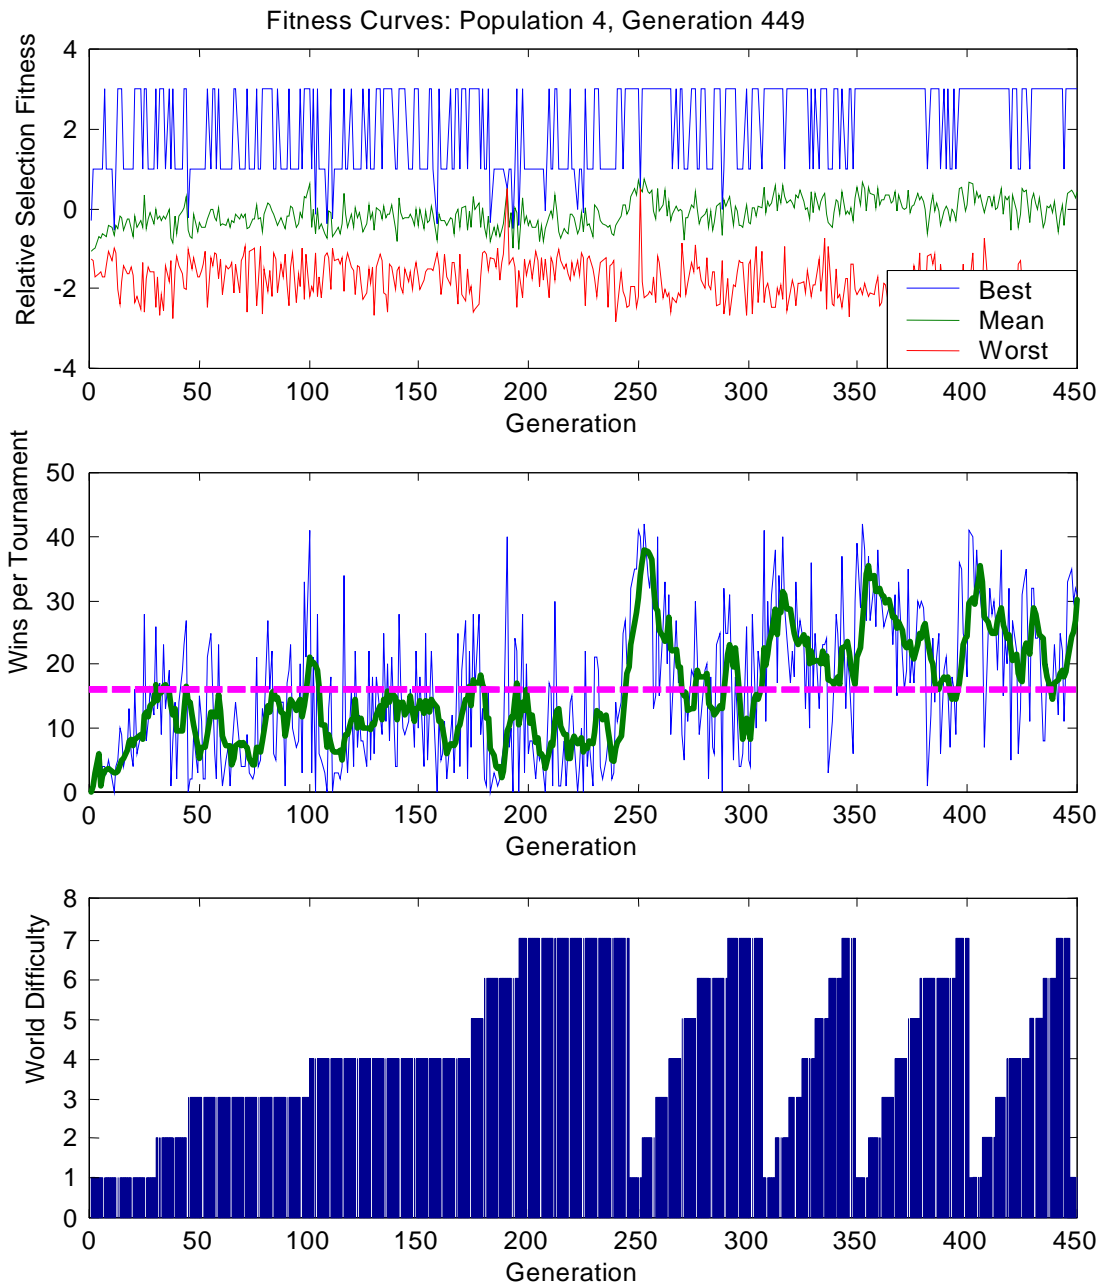 Fitness Curves: Population 4, Generation 449
Relative Selection Fitness
4
2
0
-2
-4
0 50 100 150 200 250 300 350 400 450
Generation
Best
Mean
Worst
Wins per Tournament
50
40
30
20
10
0
0 50 100 150 200 250 300 350 400 450
Generation
World Difficulty
8
7
6
5
4
3
2
1
0
0 50 100 150 200 250 300 350 400 450
Generation